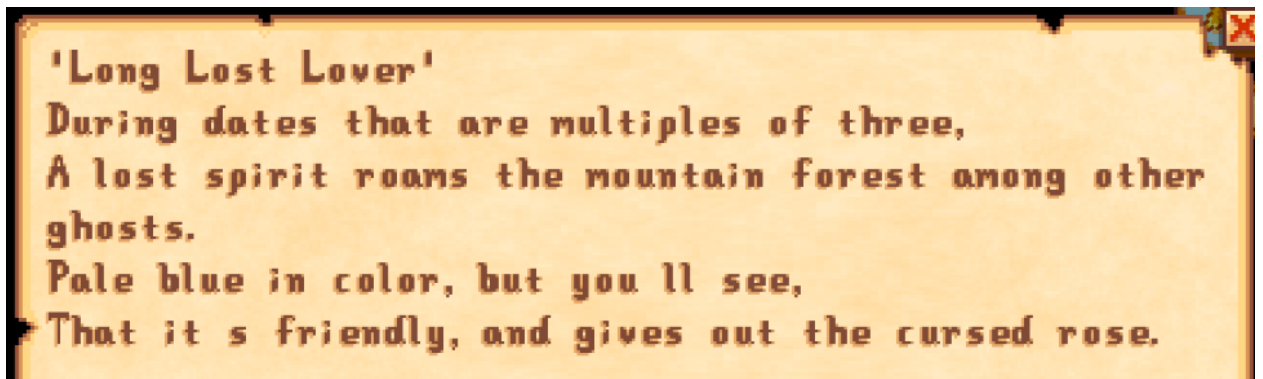 'Long Lost Lover'
During dates that are multiples of three,
A lost spirit roams the mountain forest among other
ghosts.
Pale blue in color, but you ll see,
That it s friendly, and gives out the cursed rose.